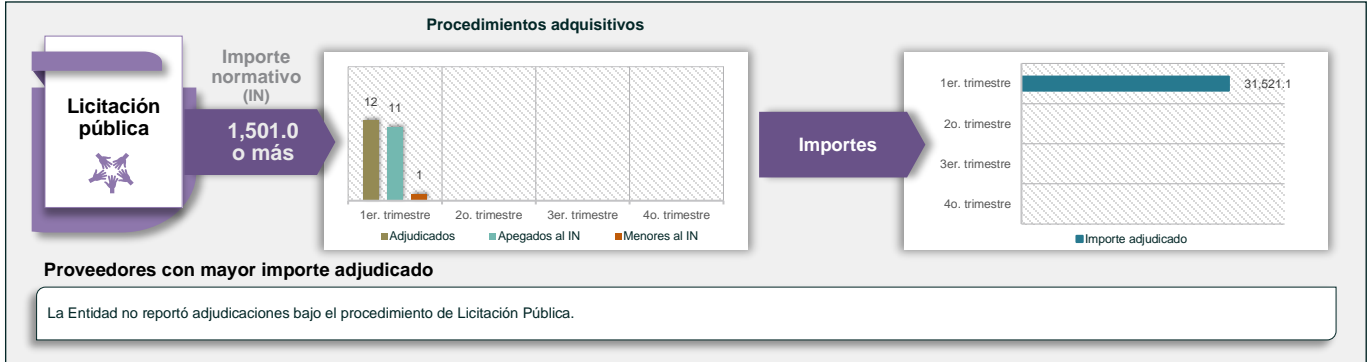 Procedimientos adquisitivos
Licitación
pública
Importe
normativo
(IN)
1,501.0
o más
12
11
1
1er. trimestre
2o. trimestre
3er. trimestre
4o. trimestre
Adjudicados
Apegados al IN
Menores al IN
Importes
1er. trimestre
31,521.1
2o. trimestre
3er. trimestre
4o. trimestre
Importe adjudicado
Proveedores con mayor importe adjudicado
La Entidad no reportó adjudicaciones bajo el procedimiento de Licitación Pública.